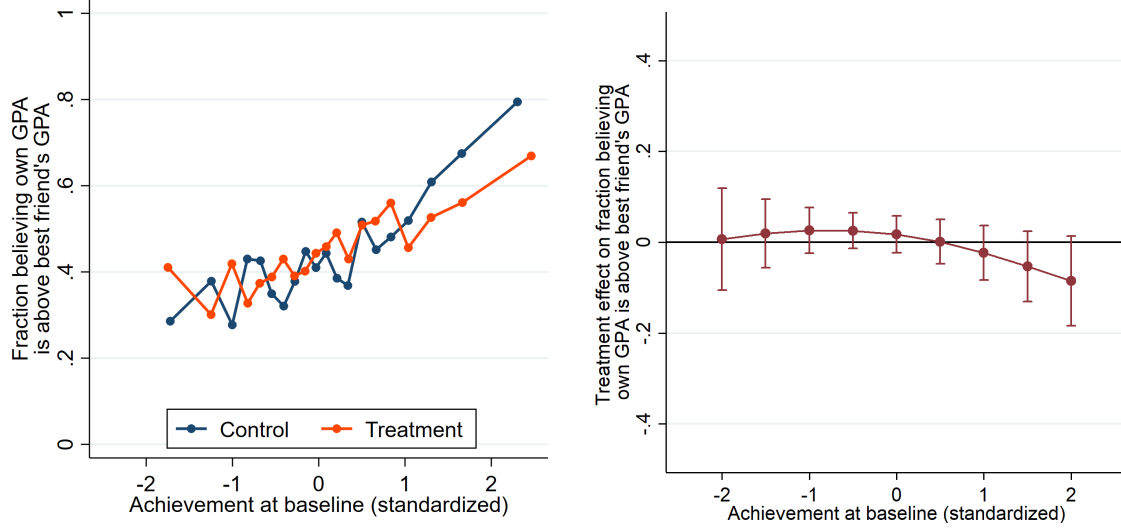 Fraction believing own GPA
is above best friend's GPA
1
.8
.6
.4
.2
0
Control
Treatment
-2 -1 0 1 2
Achievement at baseline (standardized)
Treatment effect on fraction believing
own GPA is above best friend's GPA
.4
.2
0
-.2
-.4
-2 -1 0 1 2
Achievement at baseline (standardized)